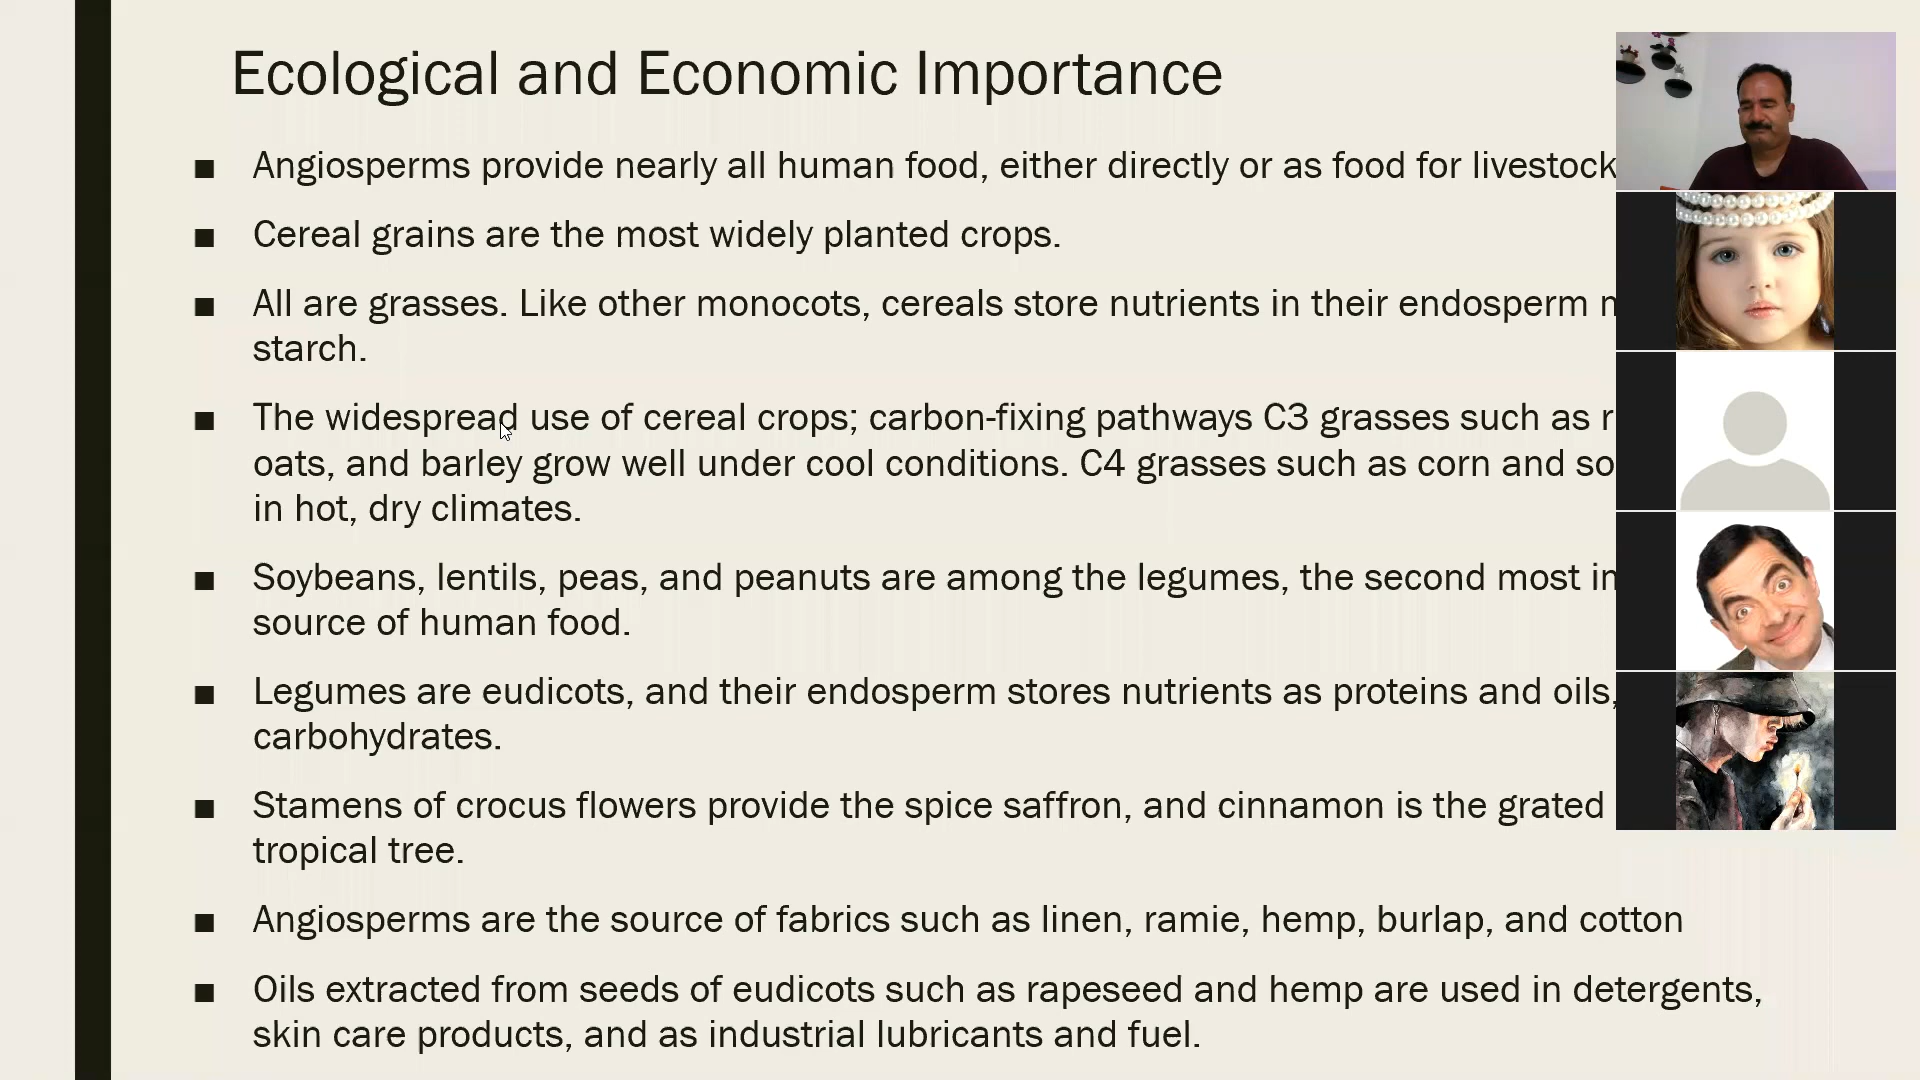 Ecological and Economic Importance
■ Angiosperms provide nearly all human food, either directly or as food for livestock
■ Cereal grains are the most widely planted crops.
■ All are grasses. Like other monocots, cereals store nutrients in their endosperm
starch.
■ The widespread use of cereal crops; carbon-fixing pathways C3 grasses such as
oats, and barley grow well under cool conditions. C4 grasses such as corn and
in hot, dry climates.
■ Soybeans, lentils, peas, and peanuts are among the legumes, the second most
source of human food.
■ Legumes are eudicots, and their endosperm stores nutrients as proteins and oils,
carbohydrates.
■ Stamens of crocus flowers provide the spice saffron, and cinnamon is the grated
tropical tree.
■ Angiosperms are the source of fabrics such as linen, ramie, hemp, burlap, and cotton
■ Oils extracted from seeds of eudicots such as rapeseed and hemp are used in detergents,
skin care products, and as industrial lubricants and fuel.